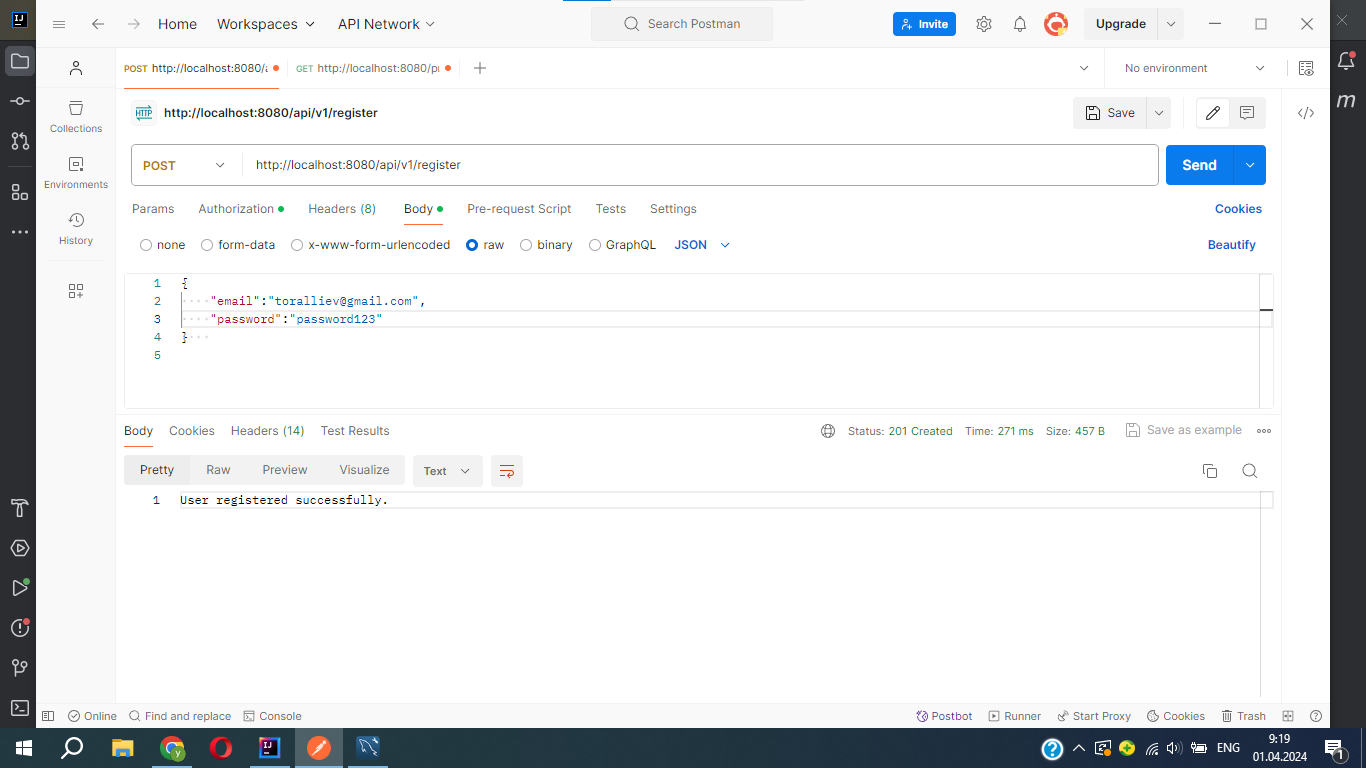 Home Workspaces API Network Search Postman Invite Upgrade
POST http://localhost:8080/a GET http://localhost:8080/pr No environment
HTTP http://localhost:8080/api/v1/register Save
POST http://localhost:8080/api/v1/register Send
Params Authorization Headers (8) Body Pre-request Script Tests Settings Cookies
none form-data x-www-form-urlencoded raw binary GraphQL JSON Beautify
1 {
2 "email":"toralliev@gmail.com",
3 "password":"password123"
4 }
5
Collections
Environments
History
Body Cookies Headers (14) Test Results Status: 201 Created Time: 271 ms Size: 457 B Save as example
Pretty Raw Preview Visualize Text
1 User registered successfully.
Online Find and replace Console Postbot Runner Start Proxy Cookies Trash
ENG 9:19
01.04.2024 1
IJ
m
y
IJ